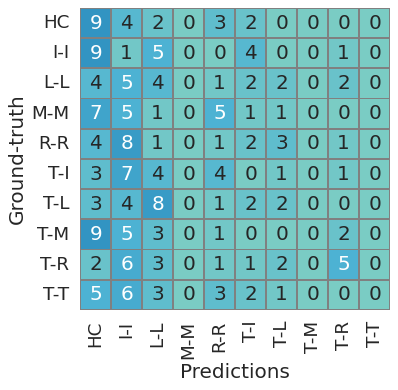 HC 9 4 2 0 3 2 0 0 0 0
I-I 9 1 5 0 0 4 0 0 1 0
L-L 4 5 4 0 1 2 2 0 2 0
M-M 7 5 1 0 5 1 1 0 0 0
R-R 4 8 1 0 1 2 3 0 1 0
T-I 3 7 4 0 4 0 1 0 1 0
T-L 3 4 8 0 1 2 2 0 0 0
T-M 9 5 3 0 1 0 0 0 2 0
T-R 2 6 3 0 1 1 2 0 5 0
T-T 5 6 3 0 3 2 1 0 0 0
Ground-truth
HC I-I L-L M-M R-R T-I T-L T-M T-R T-T
Predictions